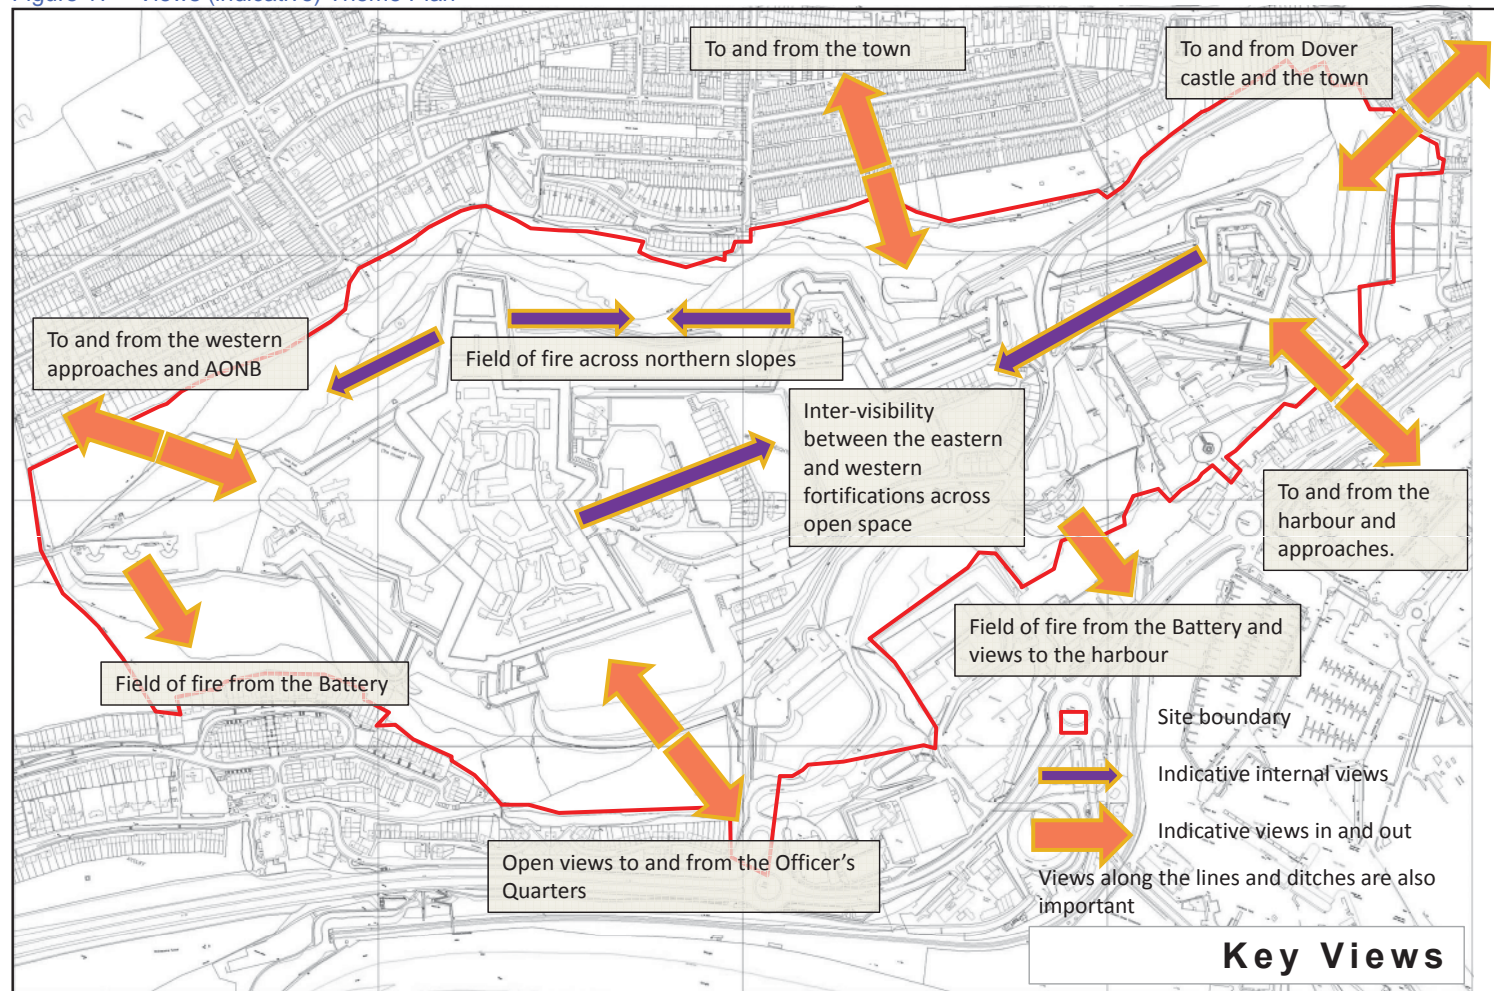 To and from the town
To and from Dover
castle and the town
To and from the western
approaches and AONB
Field of fire across northern slopes
Inter-visibility
between the eastern
and western
fortifications across
open space
To and from the
harbour and
approaches.
Field of fire from the Battery and
views to the harbour
Field of fire from the Battery
Open views to and from the Officer's
Quarters
Site boundary
Indicative internal views
Indicative views in and out
Views along the lines and ditches are also
important
Key Views